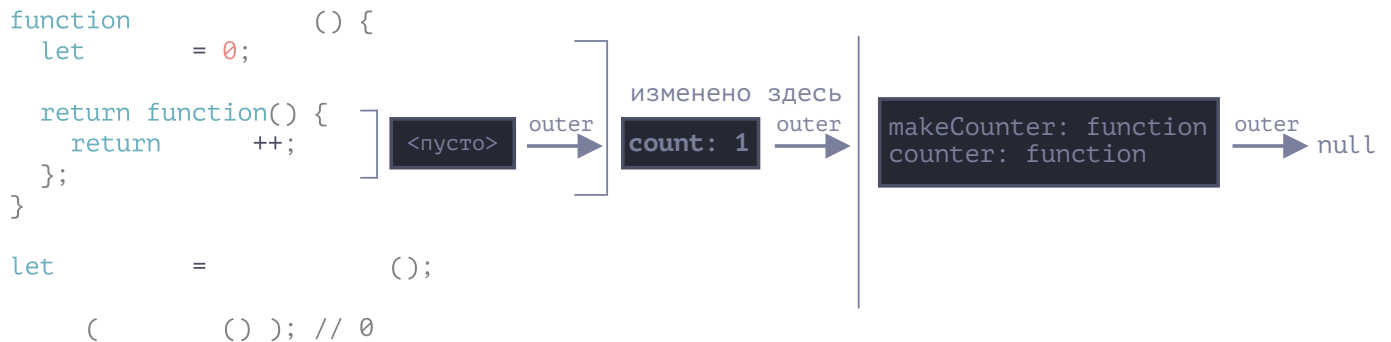 function () {
let = 0;
return function() {
return ++;
};
}
let = ();
( () ); // 0
<пусто>
outer
изменено здесь
count: 1
outer
makeCounter: function
counter: function
outer
null